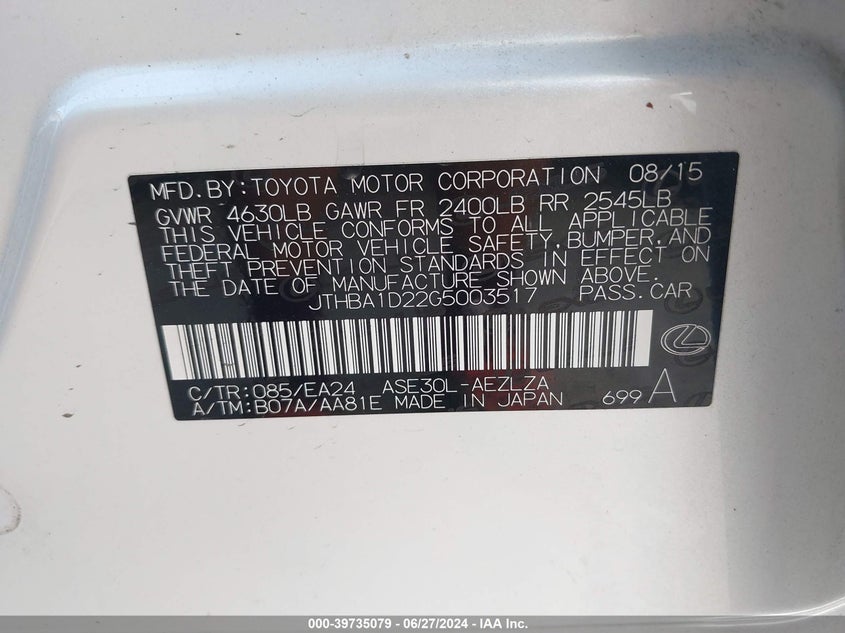 MFD.BY:TOYOTA MOTOR CORPORATION 08/15
GVWR 4630LB GAWR FR 2400LB RR 2545LB
THIS VEHICLE CONFORMS TO ALL APPLICABLE
FEDERAL MOTOR VEHICLE SAFETY,BUMPER,AND
THEFT PREVENTION STANDARDS IN EFFECT ON
THE DATE OF MANUFACTURE SHOWN ABOVE.
JTHBA1D22G5003517 PASS.CAR
C/TR:085/EA24 ASE30L-AEZLZA
A/TM:B07A/AA81E MADE IN JAPAN 699 A
000-39735079 - 06/27/2024 - IAA Inc.